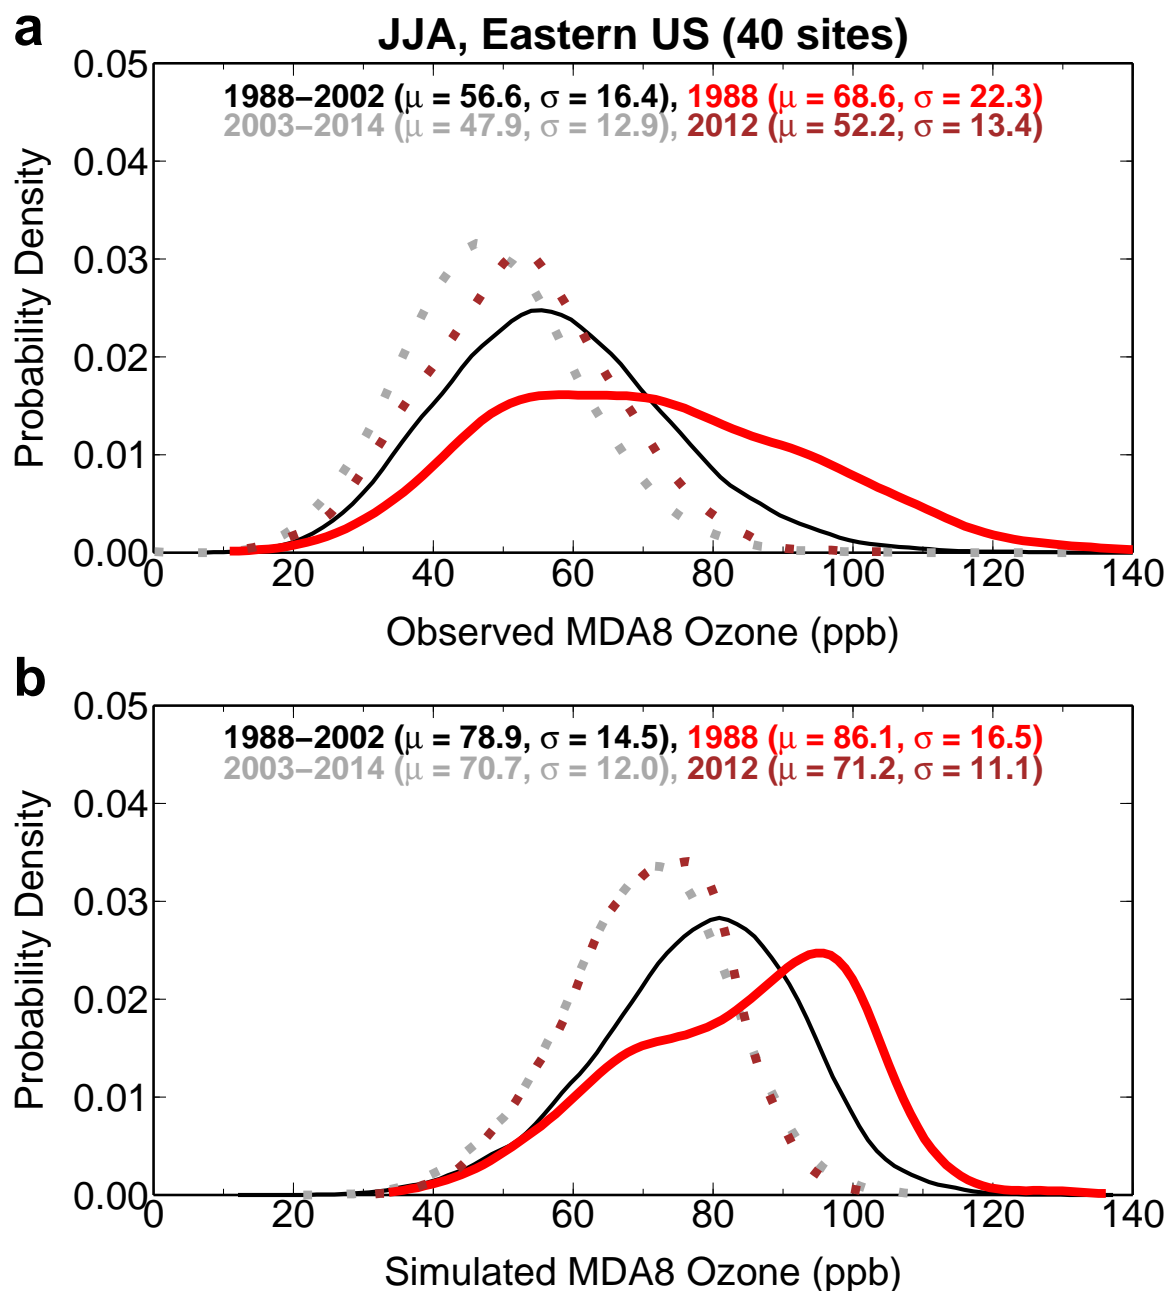 a
JJA, Eastern US (40 sites)
0.05
0.04
0.03
0.02
0.01
0.00
Probability Density
1988−2002 (μ = 56.6, σ = 16.4), 1988 (μ = 68.6, σ = 22.3)
2003−2014 (μ = 47.9, σ = 12.9), 2012 (μ = 52.2, σ = 13.4)
0 20 40 60 80 100 120 140
Observed MDA8 Ozone (ppb)
b
0.05
0.04
0.03
0.02
0.01
0.00
Probability Density
1988−2002 (μ = 78.9, σ = 14.5), 1988 (μ = 86.1, σ = 16.5)
2003−2014 (μ = 70.7, σ = 12.0), 2012 (μ = 71.2, σ = 11.1)
0 20 40 60 80 100 120 140
Simulated MDA8 Ozone (ppb)